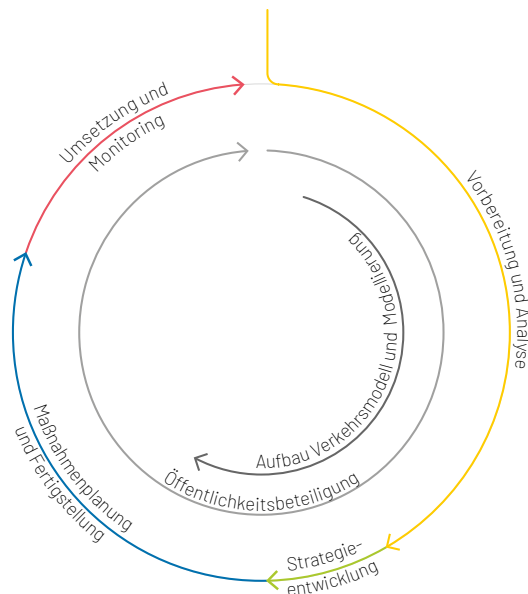 Umsetzung und
Monitoring
Vorbereitung und Analyse
Aufbau Verkehrsmodell und Modellierung
Öffentlichkeitsbeteiligung
Maßnahmenplanung
und Fertigstellung
Strategie-
entwicklung